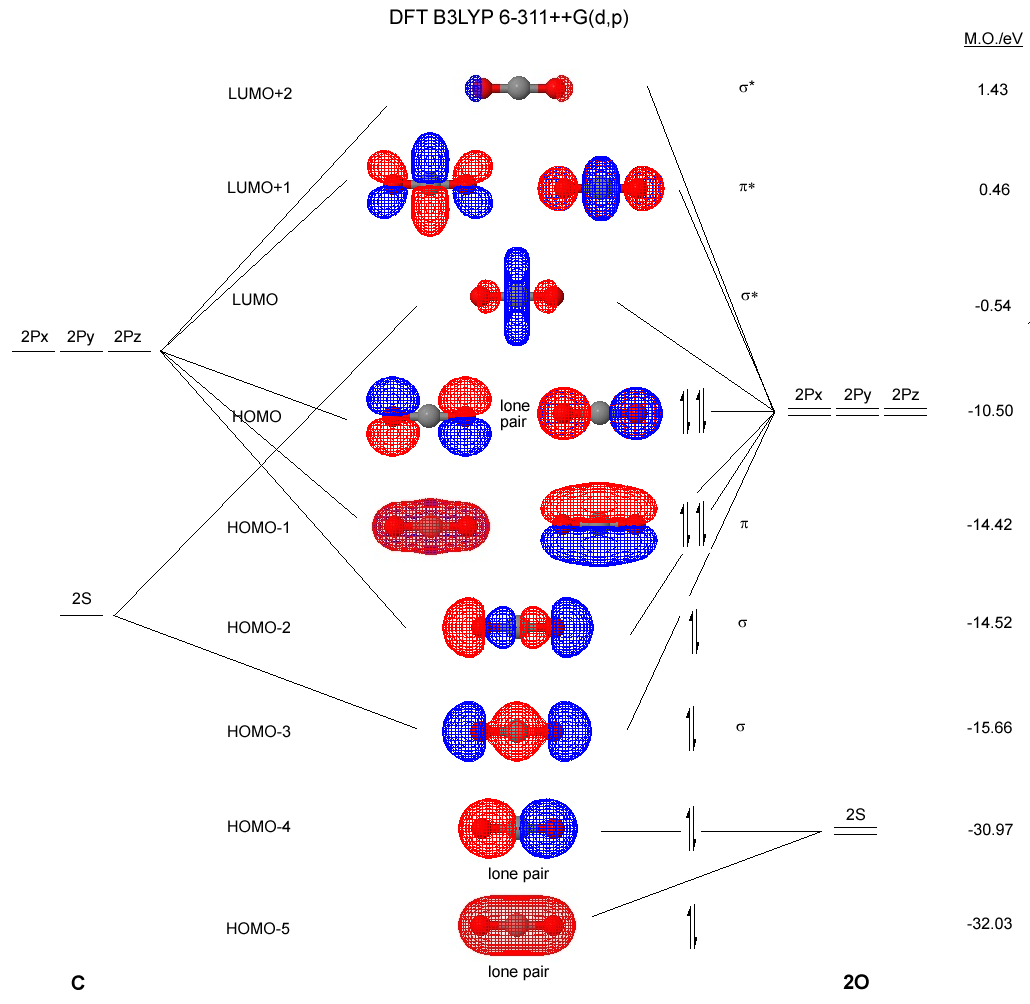 DFT B3LYP 6-311++G(d,p)
M.O./eV
LUMO+2 σ* 1.43
LUMO+1 π* 0.46
LUMO σ* -0.54
2Px 2Py 2Pz
HOMO lone pair 2Px 2Py 2Pz -10.50
HOMO-1 π -14.42
2S
HOMO-2 σ -14.52
HOMO-3 σ -15.66
HOMO-4 2S -30.97
lone pair
HOMO-5 -32.03
lone pair
C 2O